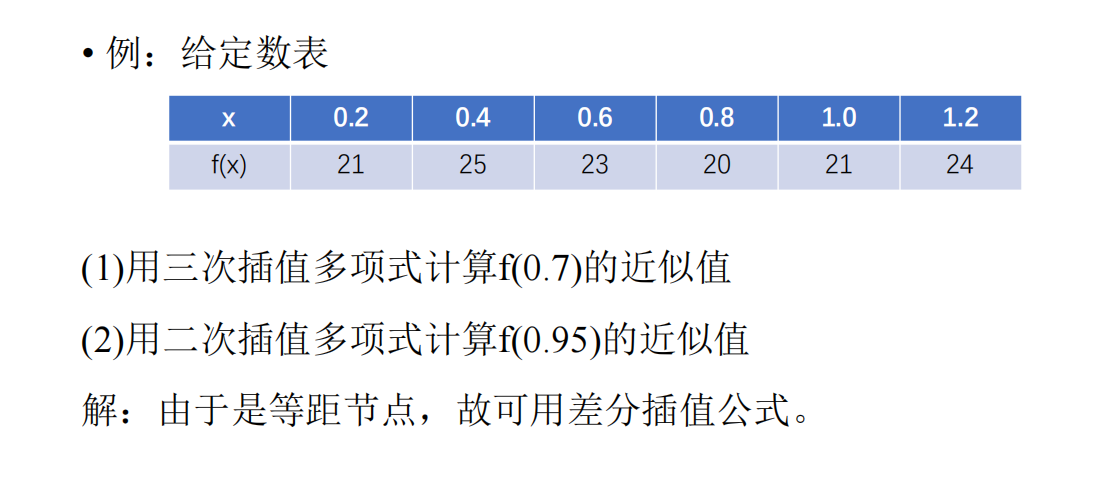 • 例：给定数表
x 0.2 0.4 0.6 0.8 1.0 1.2
f(x) 21 25 23 20 21 24
(1)用三次插值多项式计算f(0.7)的近似值
(2)用二次插值多项式计算f(0.95)的近似值
解：由于是等距节点，故可用差分插值公式。